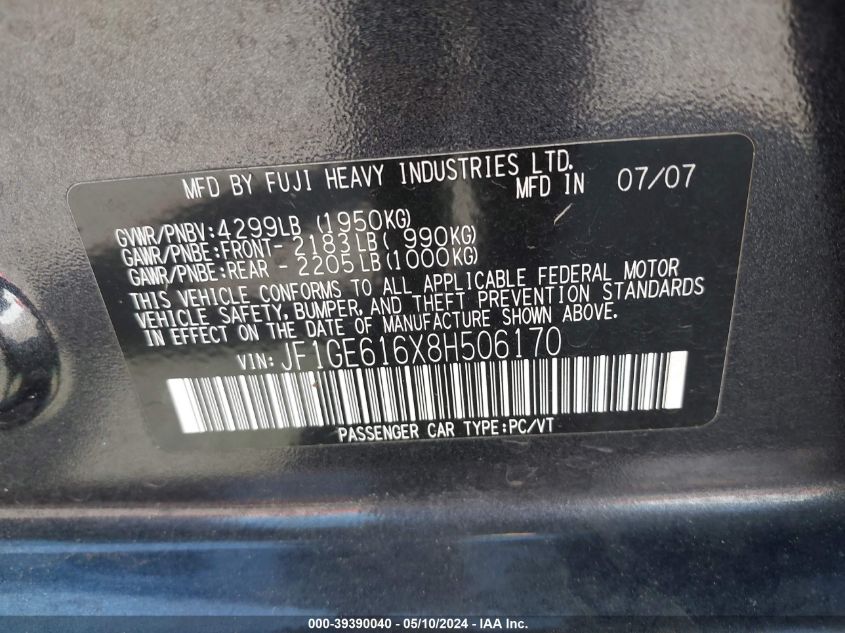 MFD BY FUJI HEAVY INDUSTRIES LTD.
MFD IN 07/07
GVWR/PNBV:4299LB (1950KG)
GAWR/PNBE:FRONT- 2183LB( 990KG)
GAWR/PNBE:REAR - 2205LB(1000KG)
THIS VEHICLE CONFORMS TO ALL APPLICABLE FEDERAL MOTOR
VEHICLE SAFETY, BUMPER, AND THEFT PREVENTION STANDARDS
IN EFFECT ON THE DATE OF MANUFACTURE SHOWN ABOVE.
VIN: JF1GE616X8H506170
PASSENGER CAR TYPE:PC/VT
000-39390040 - 05/10/2024 - IAA Inc.